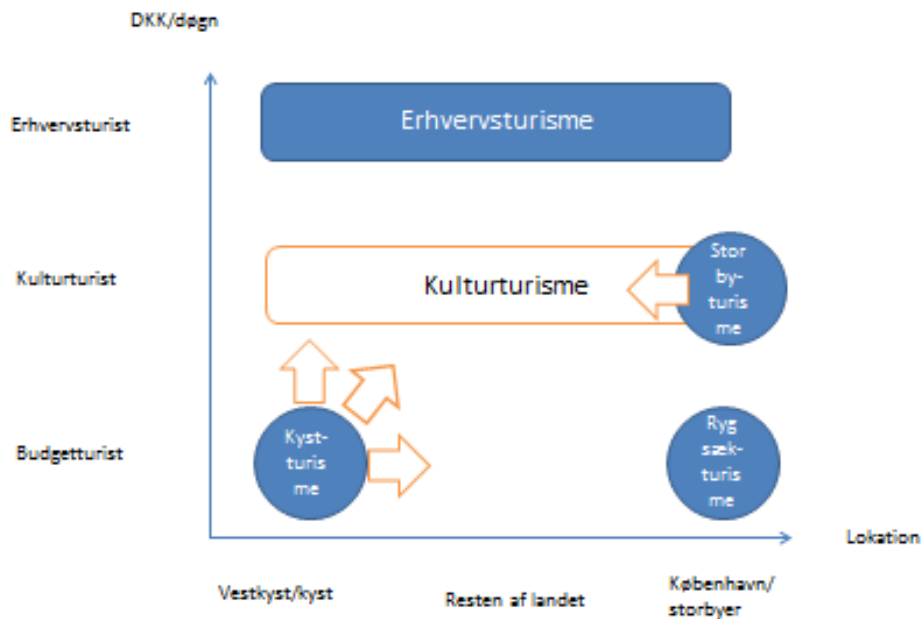 DKK/døgn
Erhvervsturist
Erhvervsturisme
Kulturturist
Kulturturisme
Stor
by-
turis
me
Budgetturist
Kyst-
turis
me
Ryg
sæk-
turis
me
Lokation
Vestkyst/kyst
Resten af landet
København/
storbyer